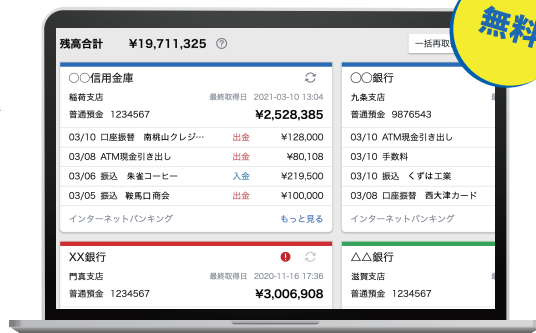 無料
残高合計 ¥19,711,325 ?
一括再取
〇〇信用金庫
稲荷支店 最終取得日 2021-03-10 13:04
普通預金 1234567 ¥2,528,385
03/10 口座振替 南桃山クレジ… 出金 ¥128,000
03/08 ATM現金引き出し 出金 ¥80,108
03/06 振込 朱雀コーヒー 入金 ¥219,500
03/05 振込 鞍馬口商会 出金 ¥100,000
インターネットバンキング もっと見る
〇〇銀行
九条支店
普通預金 9876543
03/10 ATM現金引き出し
03/10 手数料
03/10 振込 くずは工業
03/08 口座振替 西大津カード
インターネットバンキング
XX銀行
門真支店 最終取得日 2020-11-16 17:36
普通預金 1234567 ¥3,006,908
△△銀行
滋賀支店
普通預金 1234567